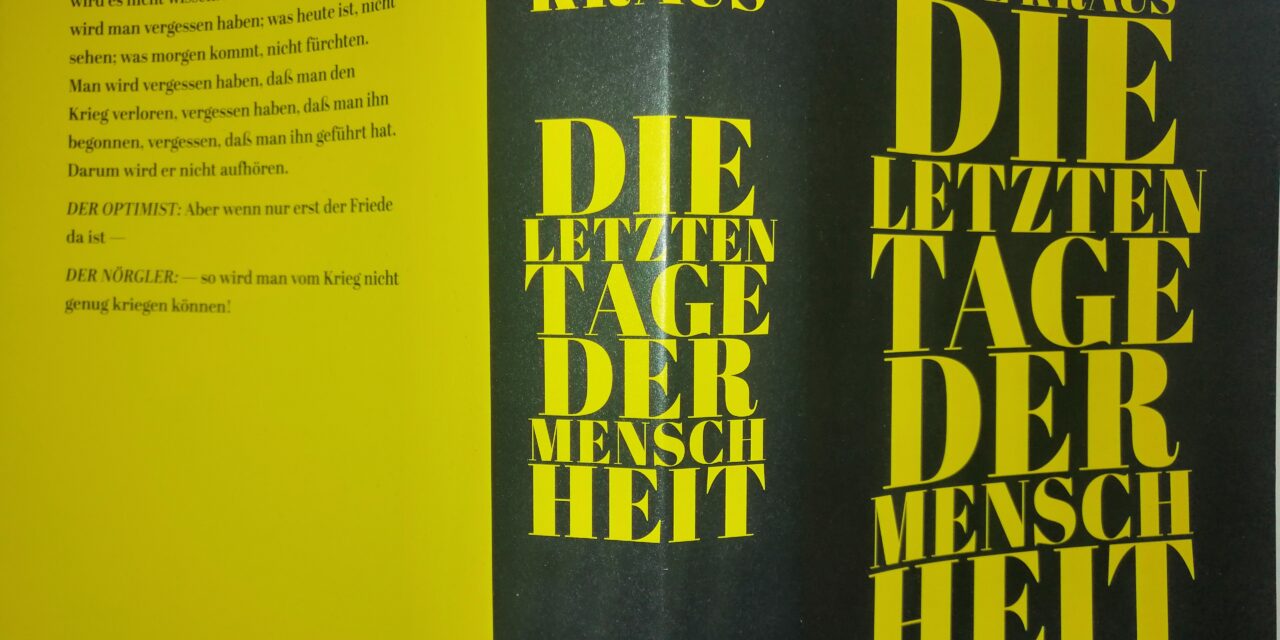 wird man vergessen haben; was heute ist, nicht
sehen; was morgen kommt, nicht fürchten.
Man wird vergessen haben, daß man den
Krieg verloren, vergessen haben, daß man ihn
begonnen, vergessen, daß man ihn geführt hat.
Darum wird er nicht aufhören.
DER OPTIMIST: Aber wenn nur erst der Friede
da ist —
DER NÖRGLER: — so wird man vom Krieg nicht
genug kriegen können!
KRAUS
DIE
LETZTEN
TAGE
DER
MENSCH
HEIT
KRAUS
DIE
LETZTEN
TAGE
DER
MENSCH
HEIT